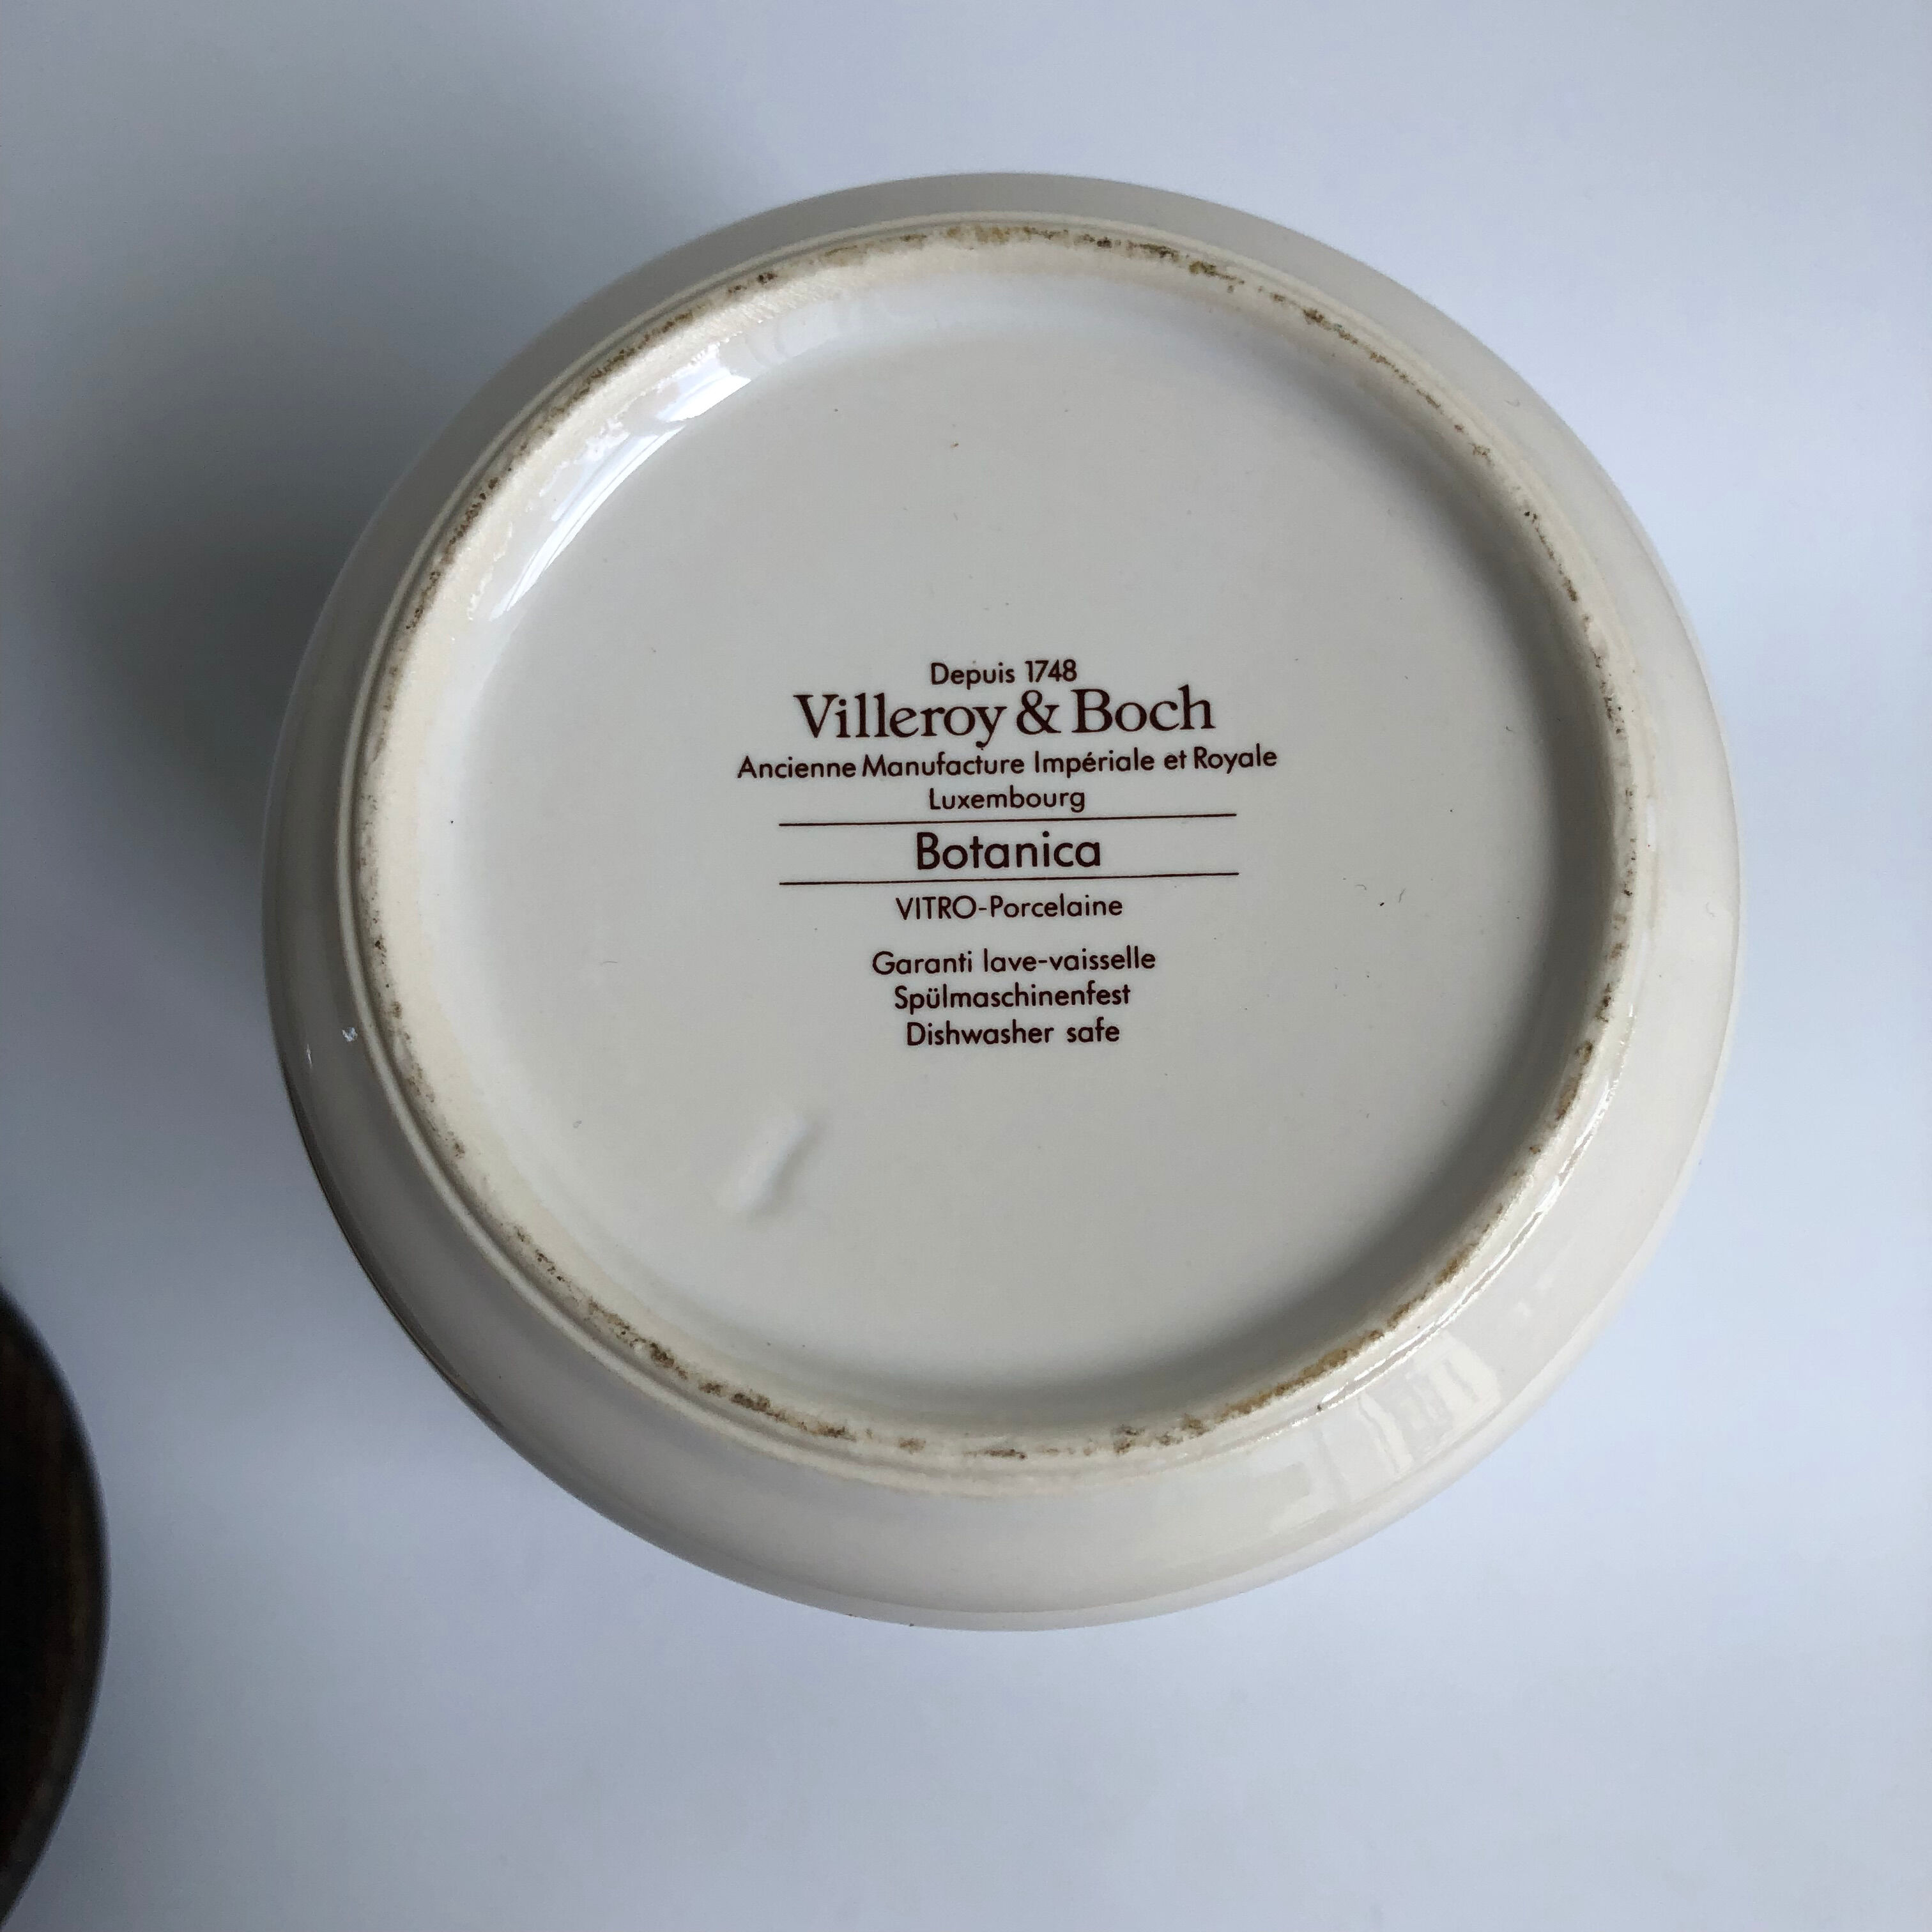 Depuis 1748
Villeroy & Boch
Ancienne Manufacture Impériale et Royale
Luxembourg
Botanica
VITRO-Porcelaine
Garanti lave-vaisselle
Spülmaschinenfest
Dishwasher safe